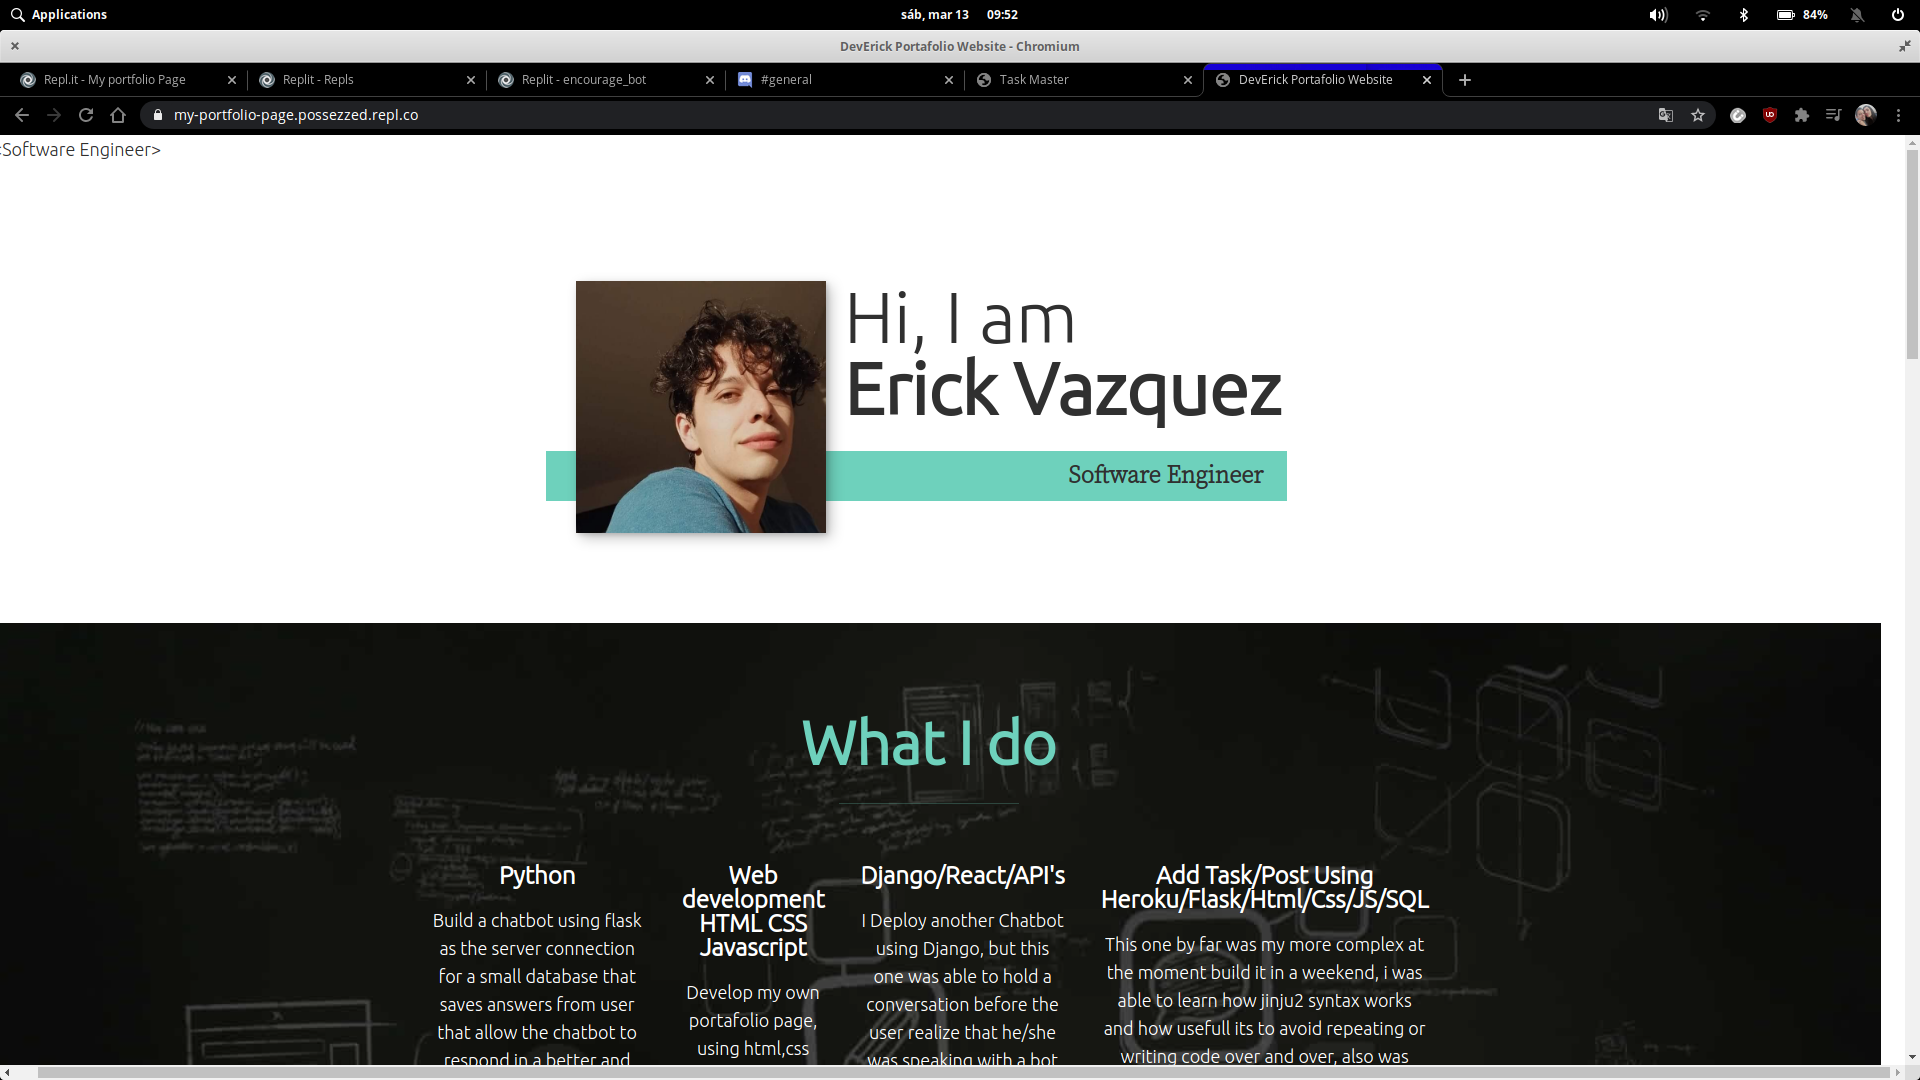 Applications
sáb, mar 13 09:52
84%
DevErick Portafolio Website - Chromium
Repl.it - My portfolio Page
Replit - Repls
Replit - encourage_bot
#general
Task Master
DevErick Portafolio Website
my-portfolio-page.possezzed.repl.co
Software Engineer>
Hi, I am
Erick Vazquez
Software Engineer
What I do
Python
Build a chatbot using flask
as the server connection
for a small database that
saves answers from user
that allow the chatbot to
respond in a better and
Web
development
HTML CSS
Javascript
Develop my own
portafolio page,
using html,css
Django/React/API's
I Deploy another Chatbot
using Django, but this
one was able to hold a
conversation before the
user realize that he/she
was speaking with a bot
Add Task/Post Using
Heroku/Flask/Html/Css/JS/SQL
This one by far was my more complex at
the moment build it in a weekend, i was
able to learn how jinju2 syntax works
and how usefull its to avoid repeating or
writing code over and over, also was